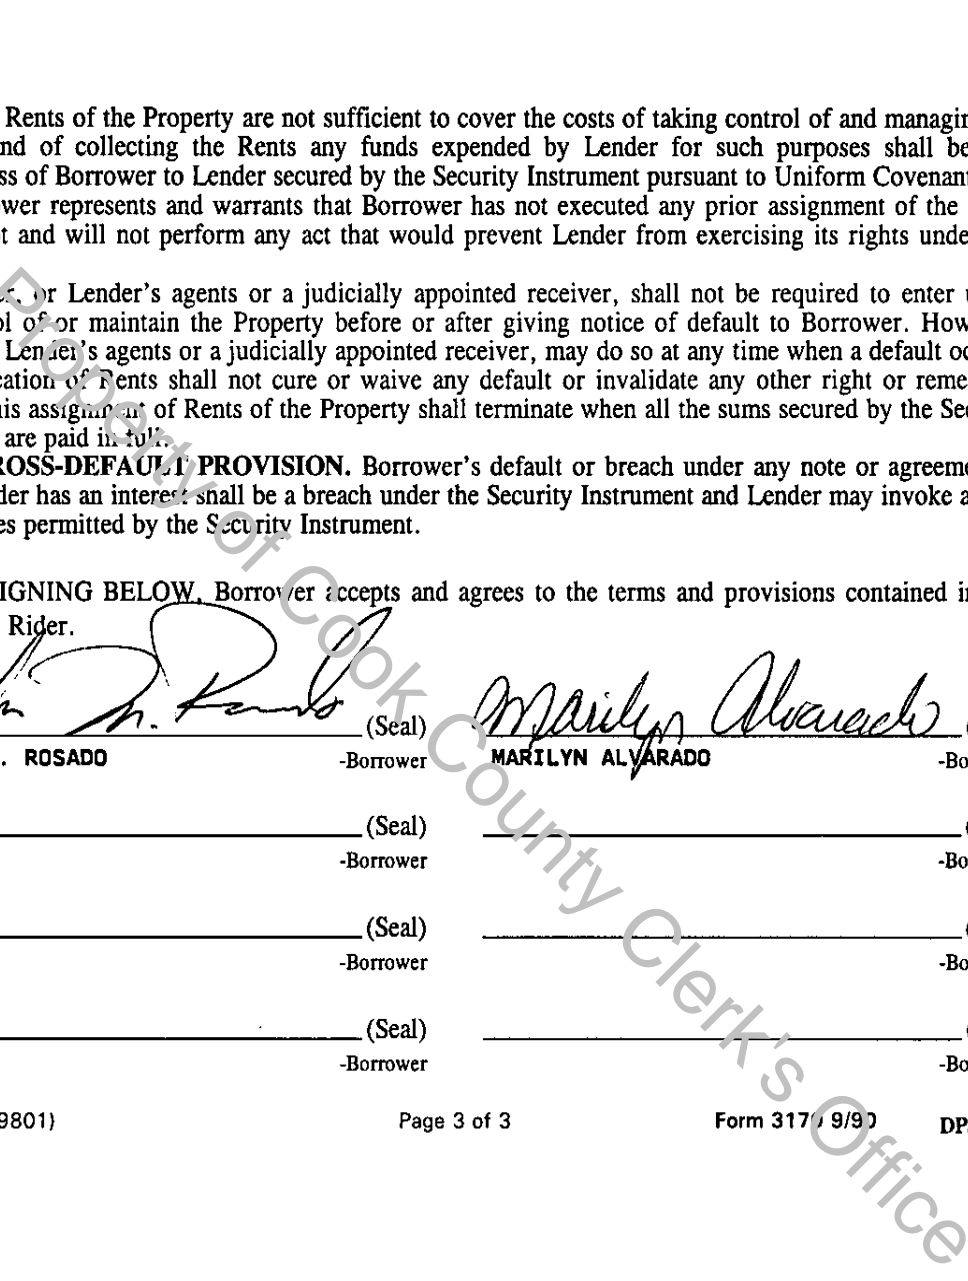 Rents of the Property are not sufficient to cover the costs of taking control of and managin
nd of collecting the Rents any funds expended by Lender for such purposes shall be
ss of Borrower to Lender secured by the Security Instrument pursuant to Uniform Covenant
wer represents and warrants that Borrower has not executed any prior assignment of the
t and will not perform any act that would prevent Lender from exercising its rights unde
r, or Lender's agents or a judicially appointed receiver, shall not be required to enter
ol of or maintain the Property before or after giving notice of default to Borrower. How
Lender's agents or a judicially appointed receiver, may do so at any time when a default oc
cation of Rents shall not cure or waive any default or invalidate any other right or reme
is assignment of Rents of the Property shall terminate when all the sums secured by the Sec
are paid in full.
ROSS-DEFAULT PROVISION. Borrower's default or breach under any note or agreeme
der has an interest shall be a breach under the Security Instrument and Lender may invoke a
es permitted by the Security Instrument.
IGNING BELOW, Borrower accepts and agrees to the terms and provisions contained in
Rider.
n. Rosado (Seal) Marilyn Alvarado (
. ROSADO -Borrower MARILYN ALVARADO -Bo
(Seal) (
-Borrower -Bo
(Seal) (
-Borrower -Bo
(Seal) (
-Borrower -Bo
9801) Page 3 of 3 Form 3170 9/90 DP
Property of Cook County Clerk's Office